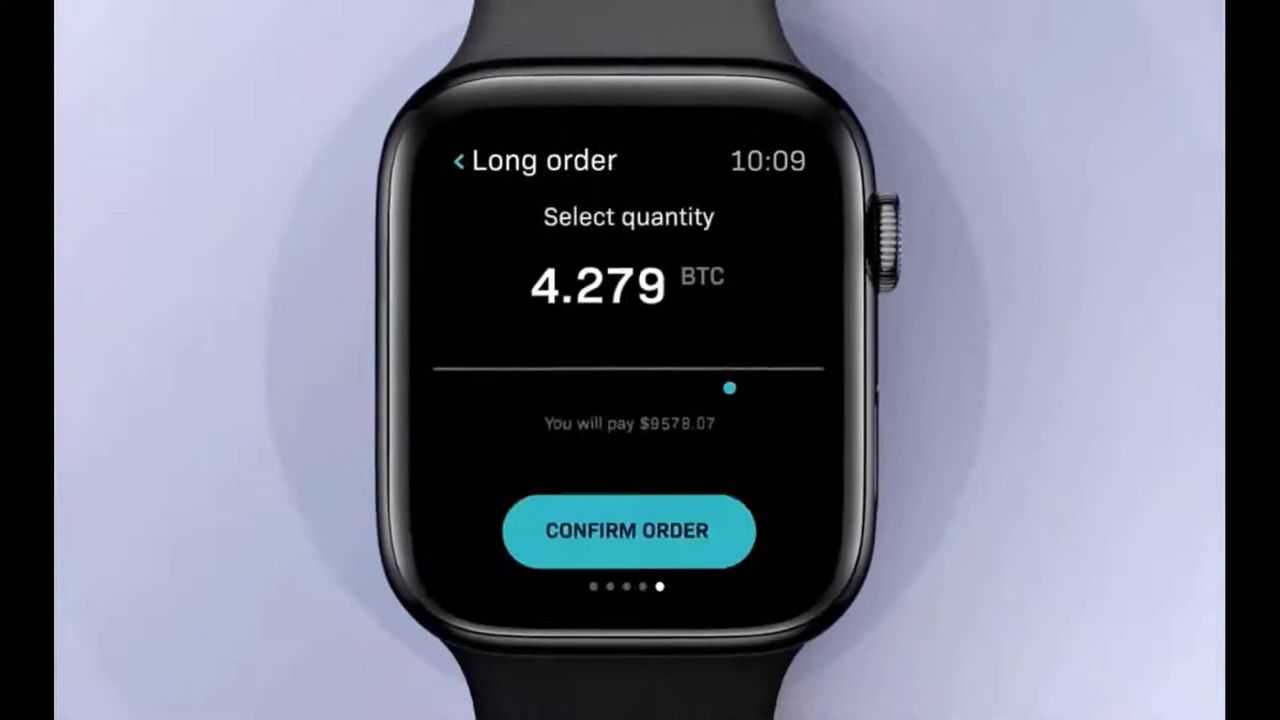 < Long order 10:09
Select quantity
4.279 BTC
You will pay $9578.07
CONFIRM ORDER